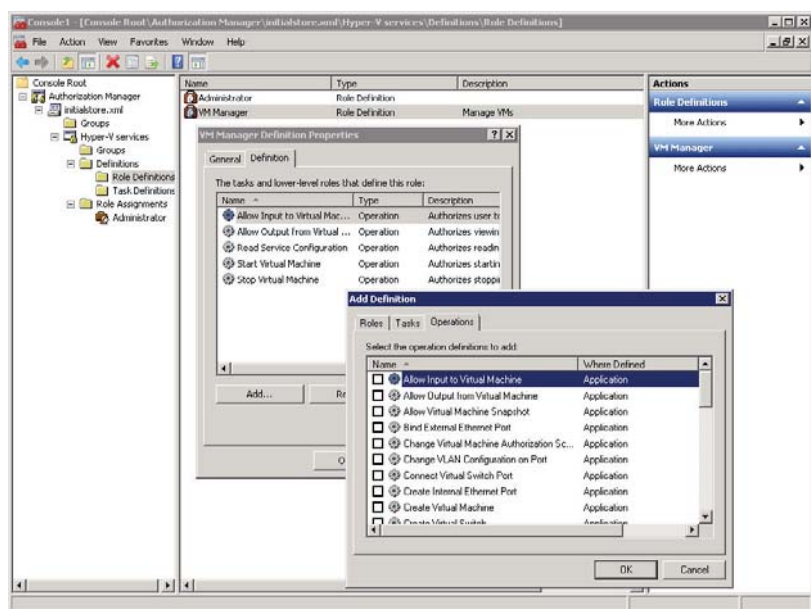 Console1 - [Console Root\Authorization Manager\initialstore.xml\Hyper-V services\Definitions\Role Definitions]
File Action View Favorites Window Help
Console Root
Authorization Manager
initialstore.xml
Groups
Hyper-V services
Groups
Definitions
Role Definitions
Task Definitions
Role Assignments
Administrator
Name Type Description
Administrator Role Definition
VM Manager Role Definition Manage VMs
Actions
Role Definitions
More Actions
VM Manager
More Actions
VM Manager Definition Properties
General Definition
The tasks and lower-level roles that define this role:
Name Type Description
Allow Input to Virtual Mac... Operation Authorizes user to
Allow Output from Virtual ... Operation Authorizes viewin
Read Service Configuration Operation Authorizes readin
Start Virtual Machine Operation Authorizes startin
Stop Virtual Machine Operation Authorizes stoppi
Add... Re
O
Add Definition
Roles Tasks Operations
Select the operation definitions to add:
Name Where Defined
Allow Input to Virtual Machine Application
Allow Output from Virtual Machine Application
Allow Virtual Machine Snapshot Application
Bind External Ethernet Port Application
Change Virtual Machine Authorization Sc... Application
Change VLAN Configuration on Port Application
Connect Virtual Switch Port Application
Create Internal Ethernet Port Application
Create Virtual Machine Application
Create Virtual Switch Application
OK Cancel